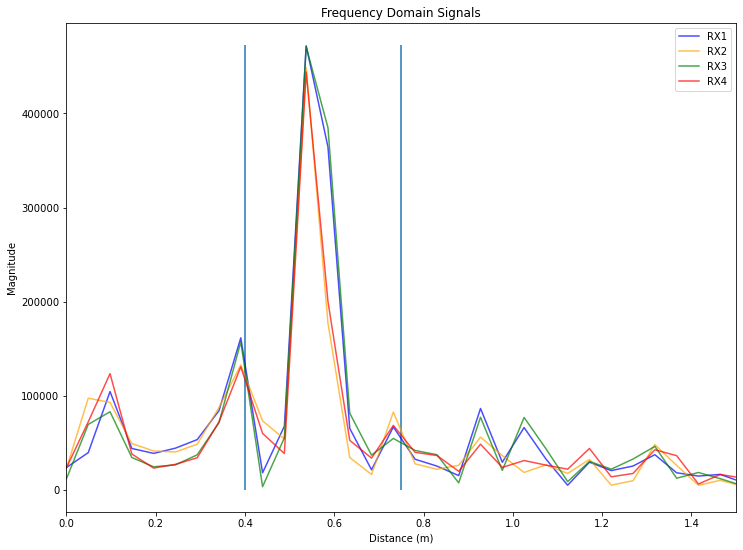 Frequency Domain Signals
RX1
RX2
RX3
RX4
Magnitude
400000
300000
200000
100000
0
0.0 0.2 0.4 0.6 0.8 1.0 1.2 1.4
Distance (m)